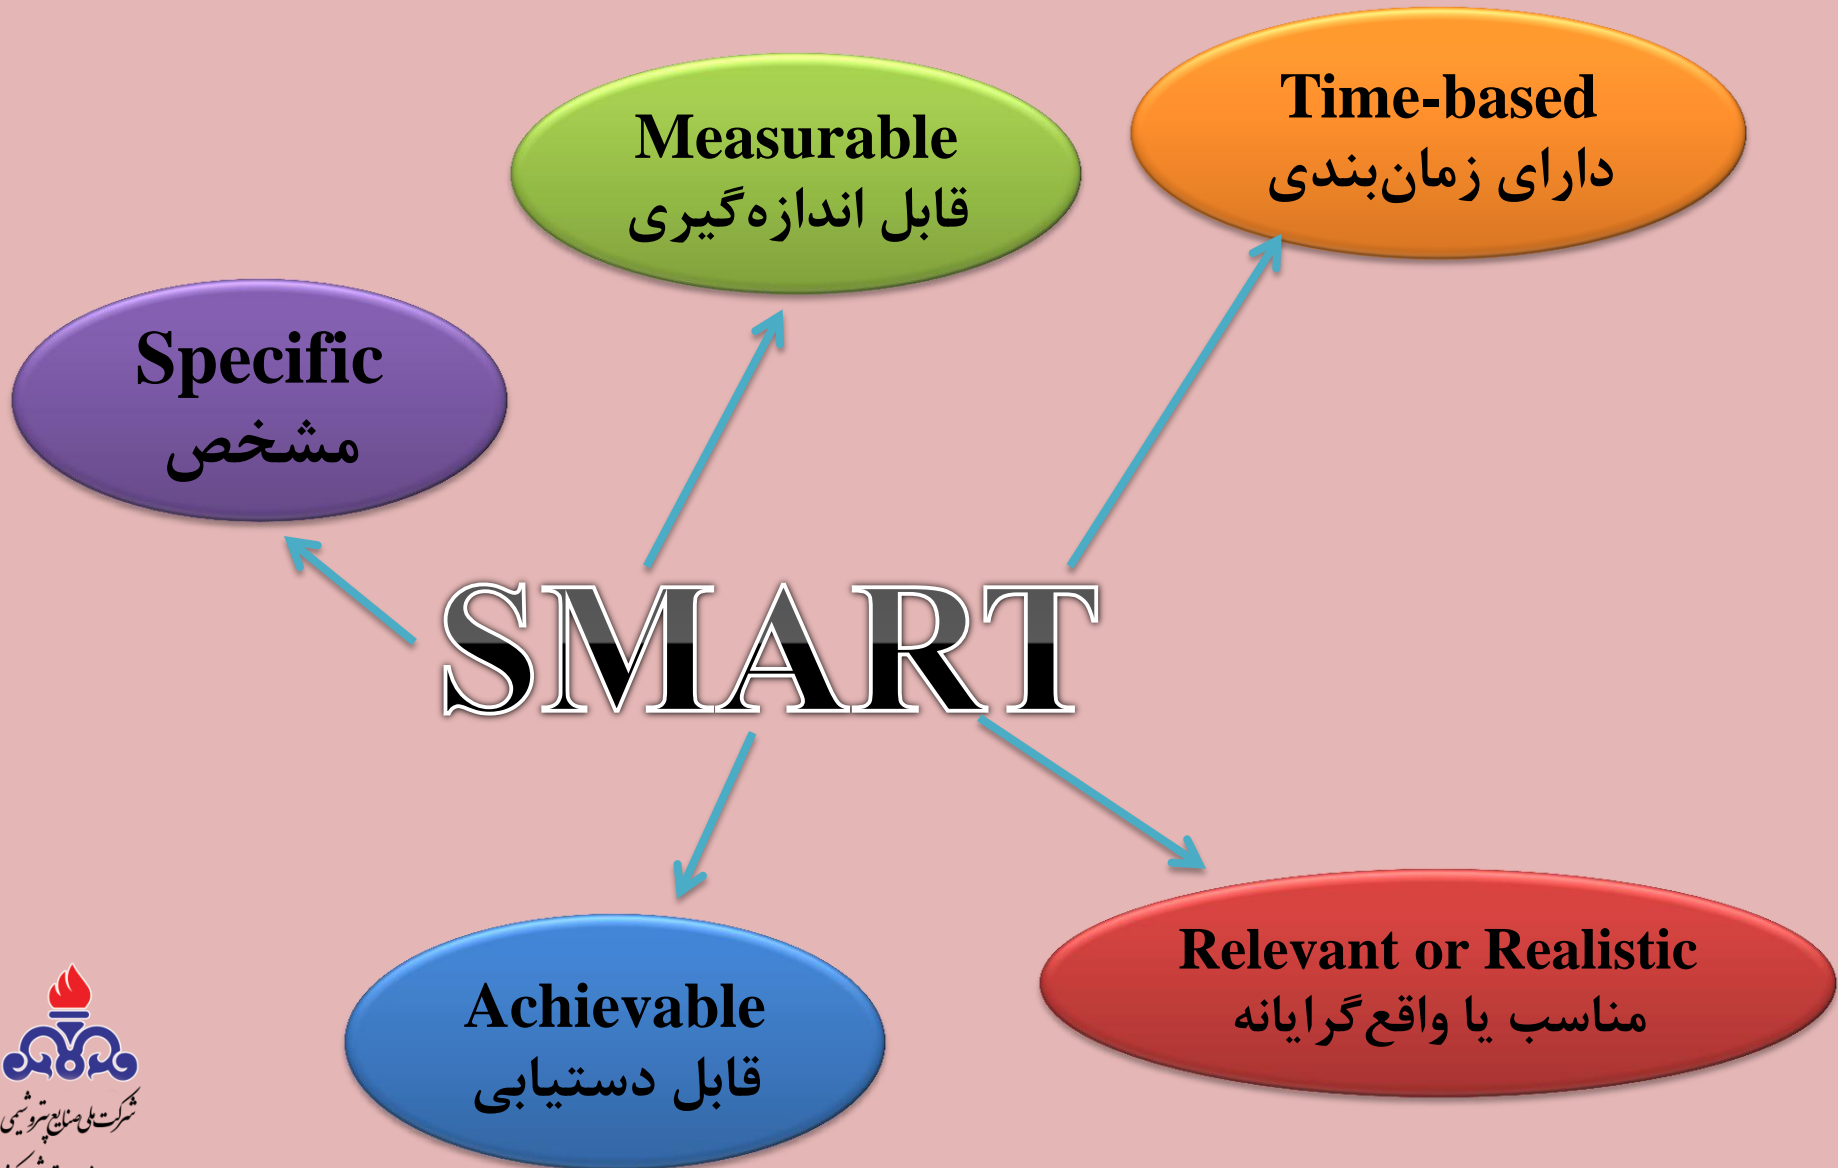 Time-based
دارای زمان‌بندی
Measurable
قابل اندازه‌گیری
Specific
مشخص
SMART
Relevant or Realistic
مناسب یا واقع‌گرایانه
Achievable
قابل دستیابی
شرکت ملی صنایع پتروشیمی